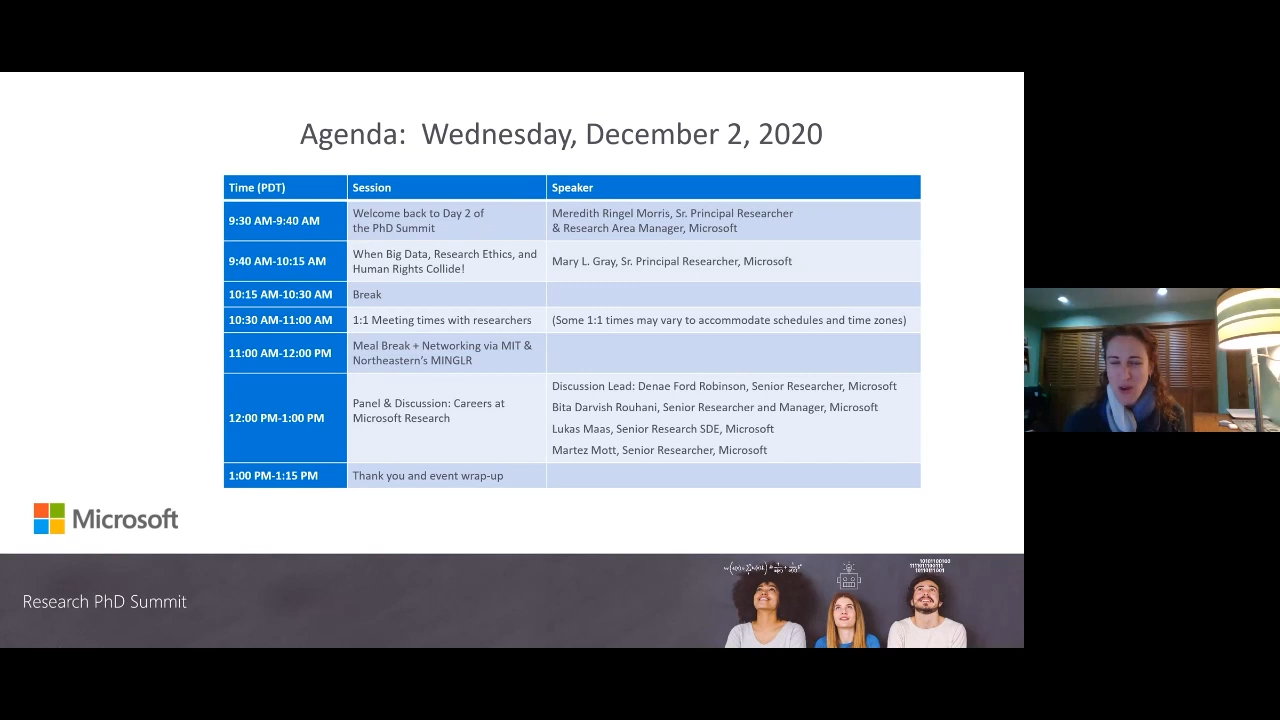 Agenda:  Wednesday, December 2, 2020
Time (PDT) Session Speaker
9:30 AM-9:40 AM
Welcome back to Day 2 of
the PhD Summit
Meredith Ringel Morris, Sr. Principal Researcher
& Research Area Manager, Microsoft
9:40 AM-10:15 AM
When Big Data, Research Ethics, and
Human Rights Collide!
Mary L. Gray, Sr. Principal Researcher, Microsoft
10:15 AM-10:30 AM Break
10:30 AM-11:00 AM 1:1 Meeting times with researchers (Some 1:1 times may vary to accommodate schedules and time zones)
11:00 AM-12:00 PM
Meal Break + Networking via MIT &
Northeastern’s MINGLR
12:00 PM-1:00 PM
Panel & Discussion: Careers at
Microsoft Research
Discussion Lead: Denae Ford Robinson, Senior Researcher, Microsoft
Bita Darvish Rouhani, Senior Researcher and Manager, Microsoft
Lukas Maas, Senior Research SDE, Microsoft
Martez Mott, Senior Researcher, Microsoft
1:00 PM-1:15 PM Thank you and event wrap-up
Microsoft
Research PhD Summit